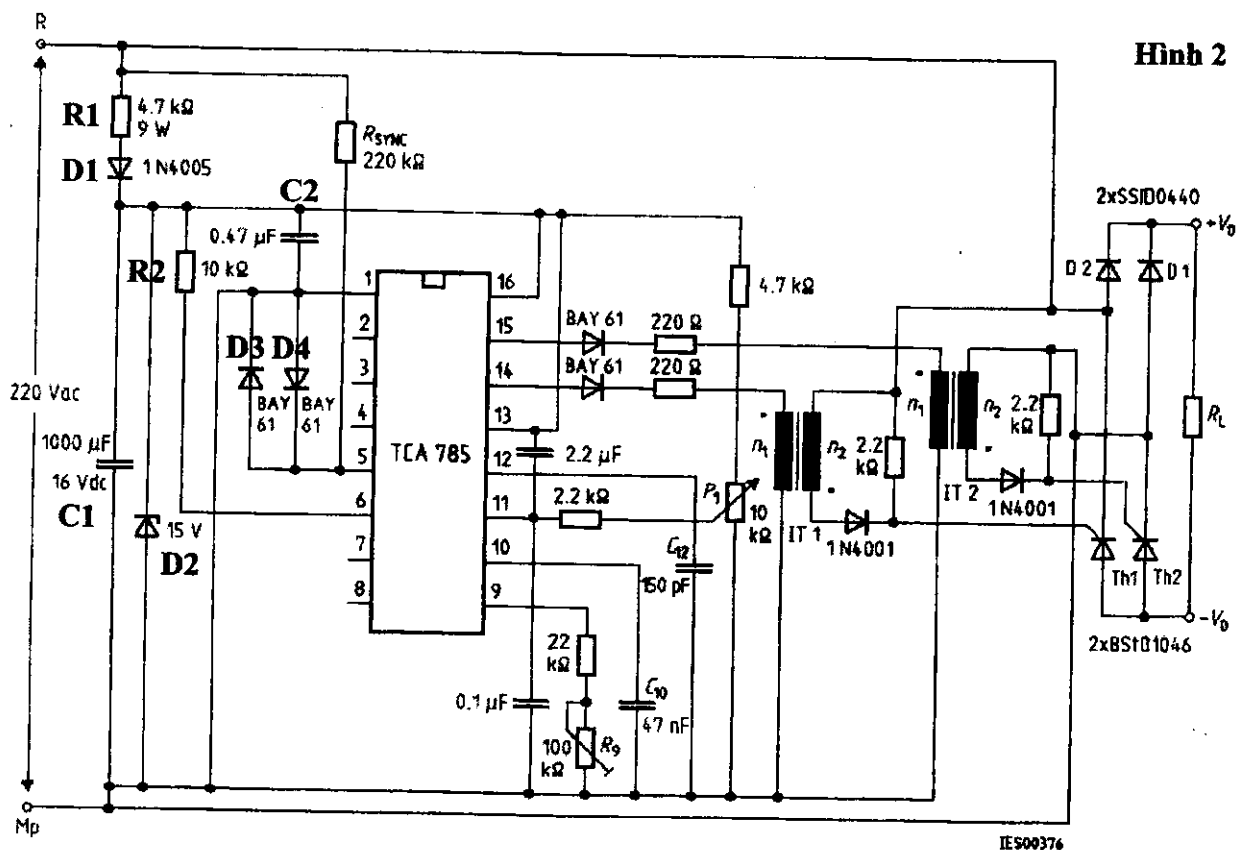 R
Hình 2
R1
4.7 kΩ
9 W
RSYNC
220 kΩ
D1
1N4005
C2
2xSSID0440
+VD
0.47 µF
R2
10 kΩ
1
16
4.7 kΩ
D2
D1
2
15
BAY 61
220 Ω
D3
D4
3
14
BAY 61
220 Ω
220 Vac
BAY
61
BAY
61
4
13
n1
n2
2.2
kΩ
RL
1000 µF
16 Vdc
TCA 785
2.2 µF
n1
n2
2.2
kΩ
5
12
C1
2.2 kΩ
P1
10
kΩ
IT 2
1N4001
6
11
15 V
D2
IT 1
1N4001
7
10
C12
150 pF
Th1
Th2
8
9
-VD
22
kΩ
2xBStB1046
0.1 µF
C10
47 nF
100
kΩ
R9
Mp
IES00376